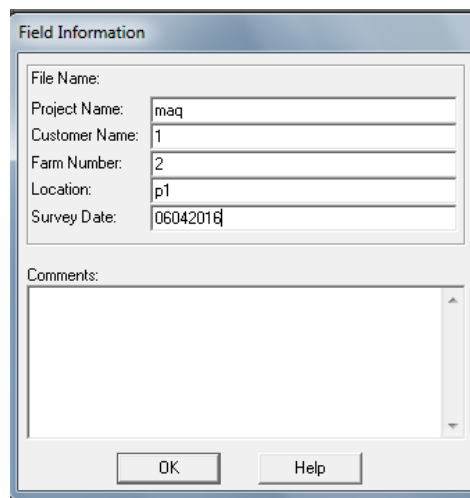 Field Information
File Name:
Project Name: maq
Customer Name: 1
Farm Number: 2
Location: p1
Survey Date: 06042016
Comments:
OK Help